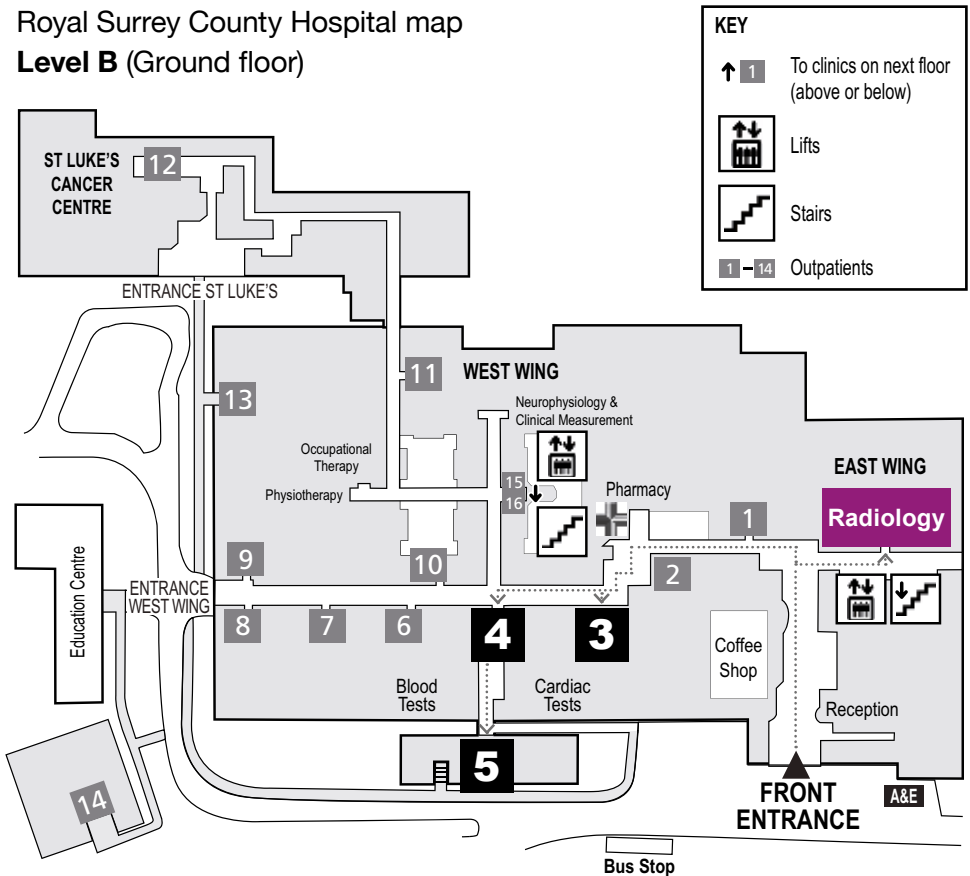 Royal Surrey County Hospital map
Level B (Ground floor)
KEY
1
To clinics on next floor
(above or below)
Lifts
Stairs
1 – 14 Outpatients
ST LUKE'S
CANCER
CENTRE
12
ENTRANCE ST LUKE'S
11
WEST WING
13
Neurophysiology &
Clinical Measurement
Occupational
Therapy
Physiotherapy
15
16
Pharmacy
EAST WING
Radiology
1
2
9
10
Education Centre
ENTRANCE
WEST WING
8
7
6
4
3
Coffee
Shop
Blood
Tests
Cardiac
Tests
Reception
5
14
FRONT
ENTRANCE
A&E
Bus Stop